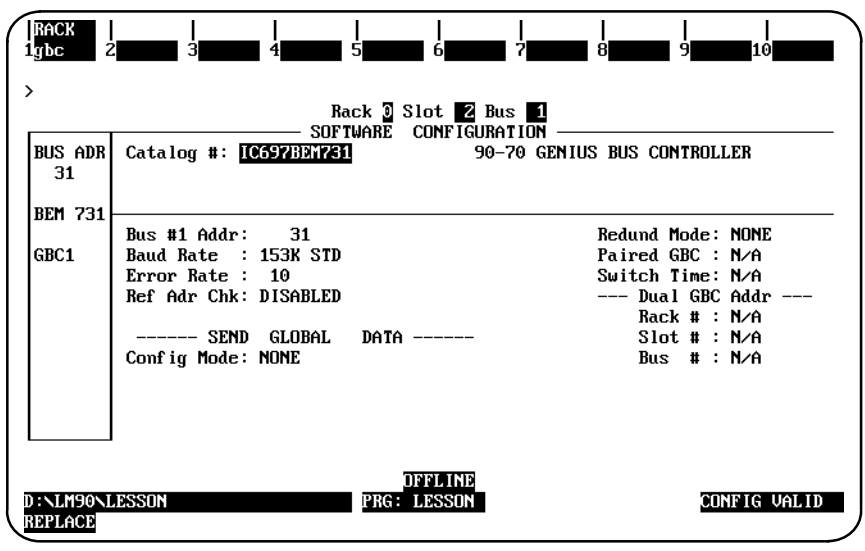 RACK
1gbc 2 3 4 5 6 7 8 9 10
>
Rack 0 Slot 2 Bus 1
SOFTWARE CONFIGURATION
BUS ADR Catalog #: IC697BEM731 90-70 GENIUS BUS CONTROLLER
31
BEM 731
Bus #1 Addr: 31 Redund Mode: NONE
GBC1 Baud Rate : 153K STD Paired GBC : N/A
Error Rate : 10 Switch Time: N/A
Ref Adr Chk: DISABLED --- Dual GBC Addr ---
Rack # : N/A
------ SEND GLOBAL DATA ------ Slot # : N/A
Config Mode: NONE Bus # : N/A
OFFLINE
D:\LM90\LESSON PRG: LESSON CONFIG VALID
REPLACE